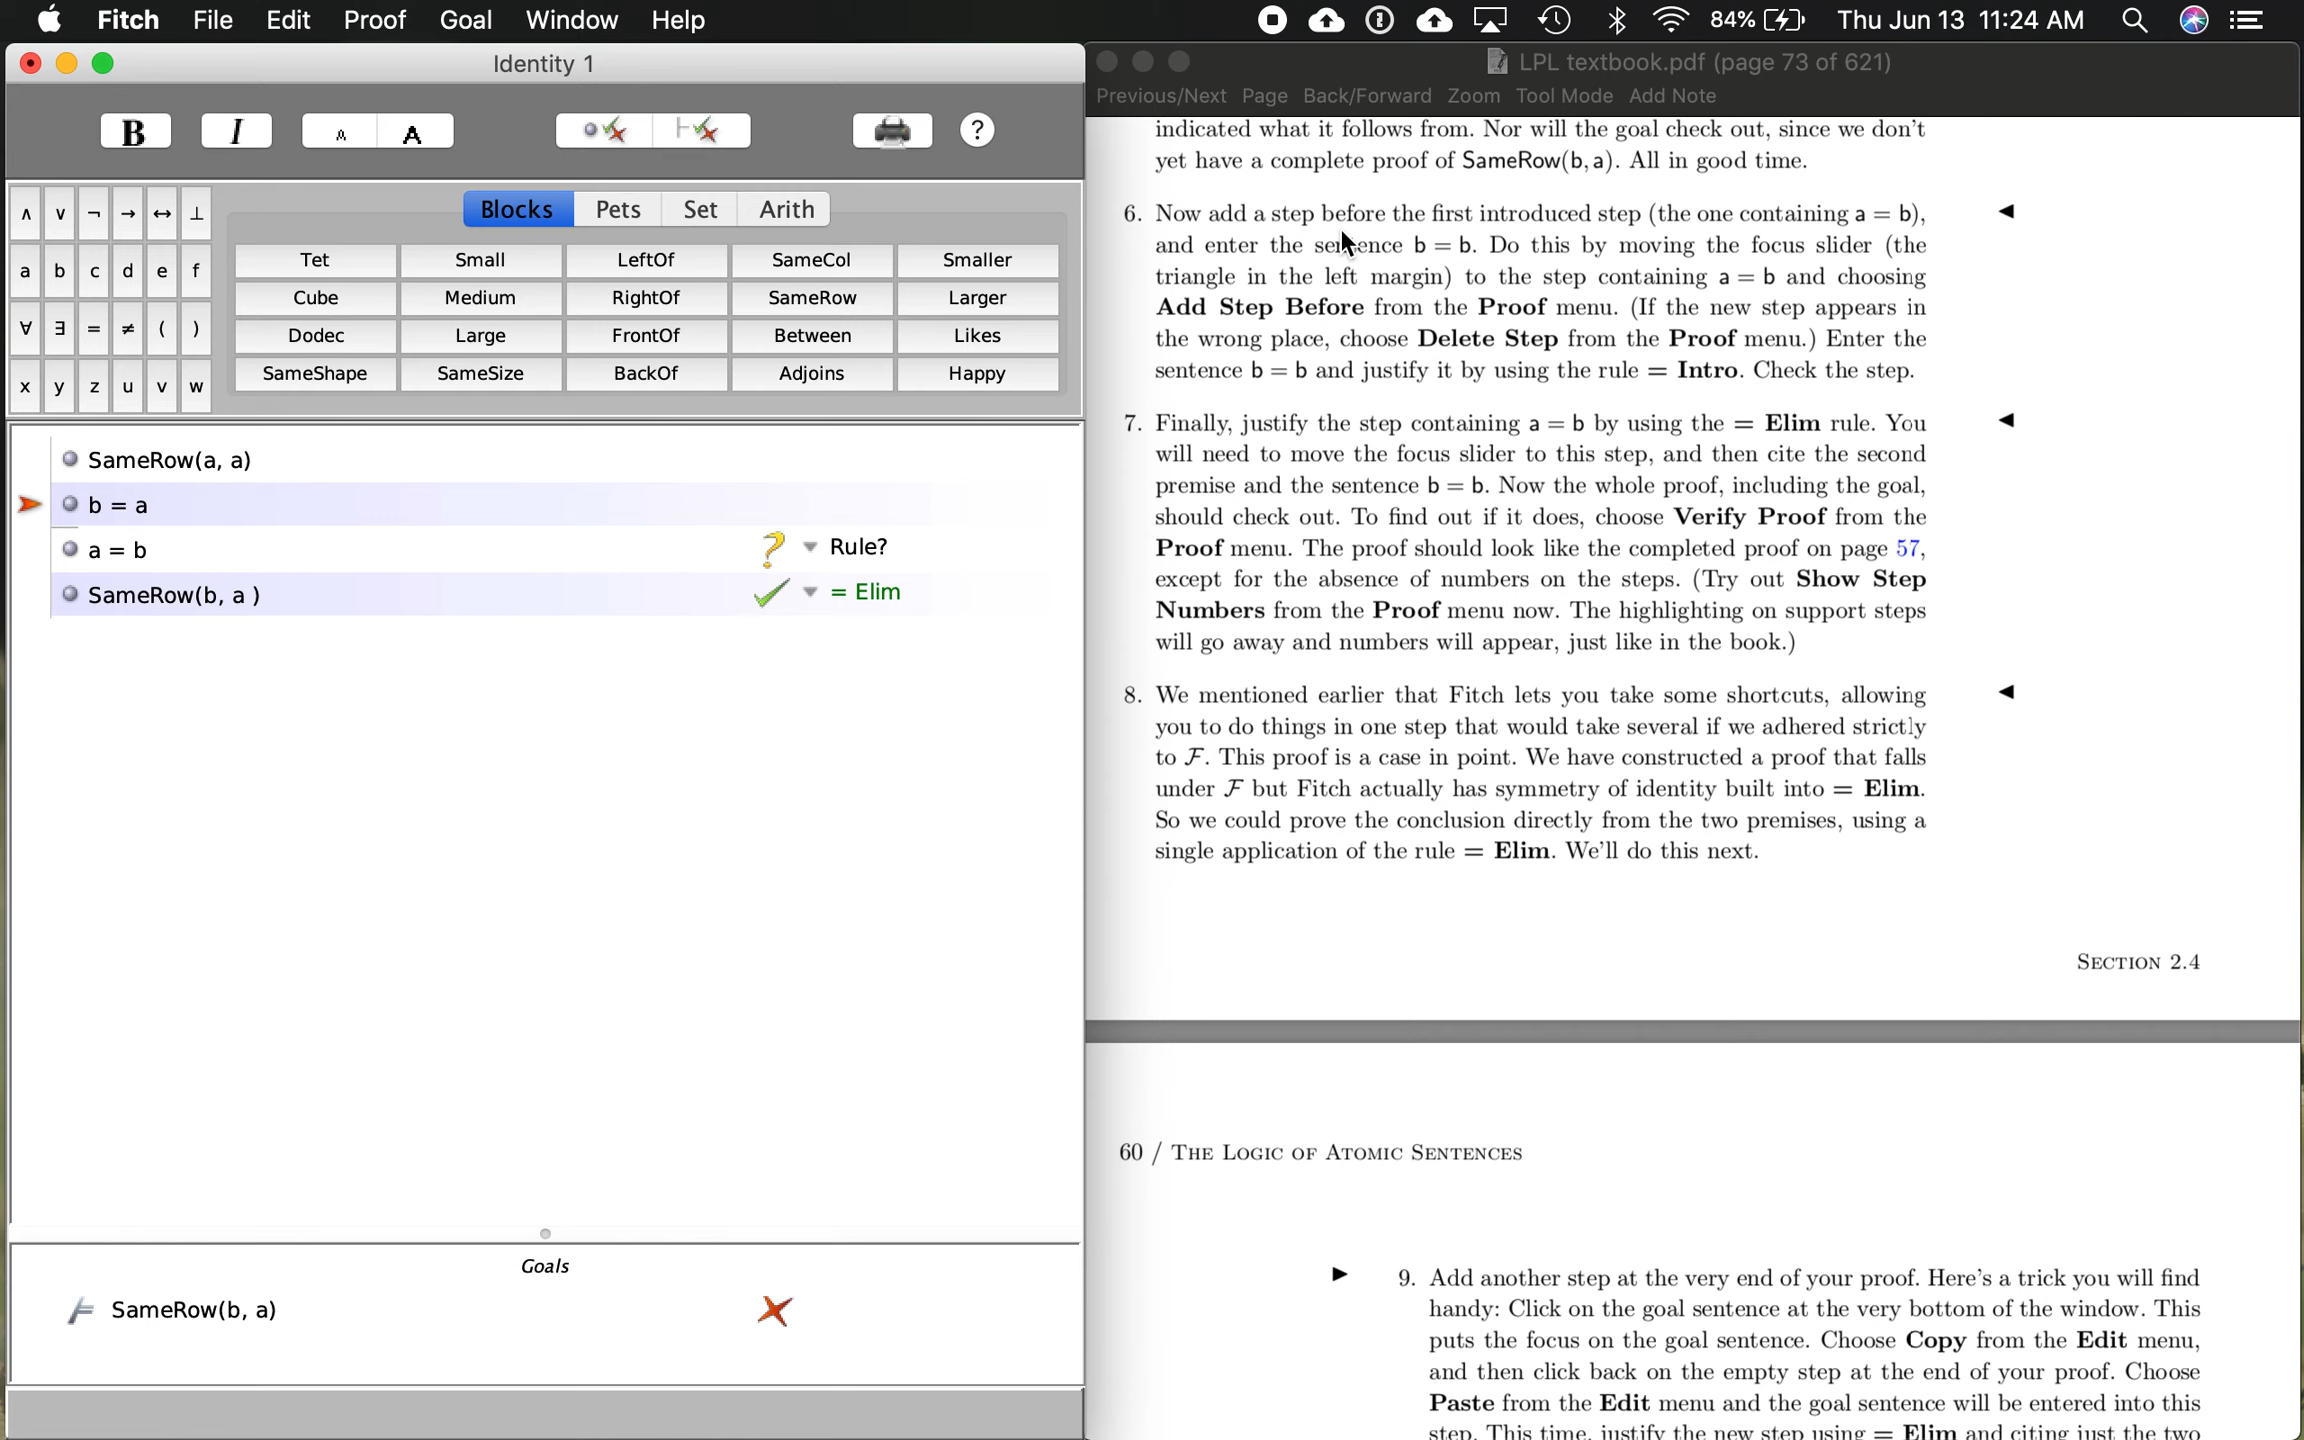 Fitch File Edit Proof Goal Window Help 84% Thu Jun 13 11:24 AM
Identity 1
LPL textbook.pdf (page 73 of 621)
Previous/Next Page Back/Forward Zoom Tool Mode Add Note
B I A A ?
∧ ∨ ¬ → ↔ ⊥
a b c d e f
∀ ∃ = ≠ ( )
x y z u v w
Blocks Pets Set Arith
Tet Small LeftOf SameCol Smaller
Cube Medium RightOf SameRow Larger
Dodec Large FrontOf Between Likes
SameShape SameSize BackOf Adjoins Happy
SameRow(a, a)
b = a
a = b ? Rule?
SameRow(b, a ) = Elim
Goals
SameRow(b, a)
indicated what it follows from. Nor will the goal check out, since we don't
yet have a complete proof of SameRow(b, a). All in good time.
6. Now add a step before the first introduced step (the one containing a = b),
and enter the sentence b = b. Do this by moving the focus slider (the
triangle in the left margin) to the step containing a = b and choosing
Add Step Before from the Proof menu. (If the new step appears in
the wrong place, choose Delete Step from the Proof menu.) Enter the
sentence b = b and justify it by using the rule = Intro. Check the step.
7. Finally, justify the step containing a = b by using the = Elim rule. You
will need to move the focus slider to this step, and then cite the second
premise and the sentence b = b. Now the whole proof, including the goal,
should check out. To find out if it does, choose Verify Proof from the
Proof menu. The proof should look like the completed proof on page 57,
except for the absence of numbers on the steps. (Try out Show Step
Numbers from the Proof menu now. The highlighting on support steps
will go away and numbers will appear, just like in the book.)
8. We mentioned earlier that Fitch lets you take some shortcuts, allowing
you to do things in one step that would take several if we adhered strictly
to F. This proof is a case in point. We have constructed a proof that falls
under F but Fitch actually has symmetry of identity built into = Elim.
So we could prove the conclusion directly from the two premises, using a
single application of the rule = Elim. We'll do this next.
Section 2.4
60 / The Logic of Atomic Sentences
9. Add another step at the very end of your proof. Here's a trick you will find
handy: Click on the goal sentence at the very bottom of the window. This
puts the focus on the goal sentence. Choose Copy from the Edit menu,
and then click back on the empty step at the end of your proof. Choose
Paste from the Edit menu and the goal sentence will be entered into this
step. This time, justify the new step using = Elim and citing just the two